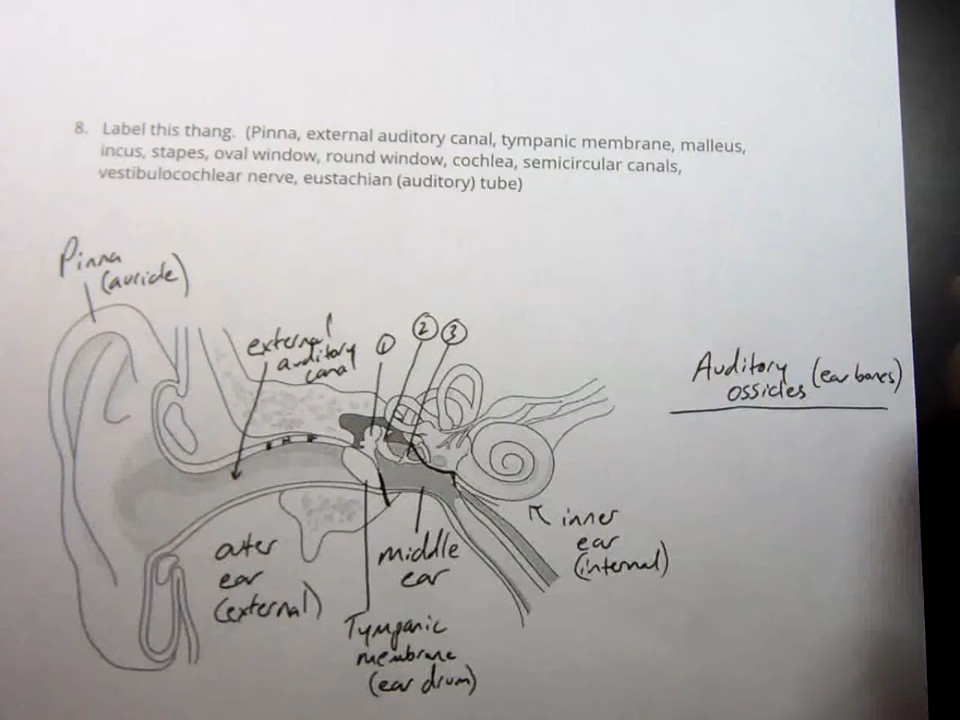 8. Label this thang. (Pinna, external auditory canal, tympanic membrane, malleus,
incus, stapes, oval window, round window, cochlea, semicircular canals,
vestibulocochlear nerve, eustachian (auditory) tube)
Pinna
(auricle)
external
auditory
canal
1
2
3
Auditory (ear bones)
ossicles
outer
ear
(external)
middle
ear
inner
ear
(internal)
Tympanic
membrane
(ear drum)